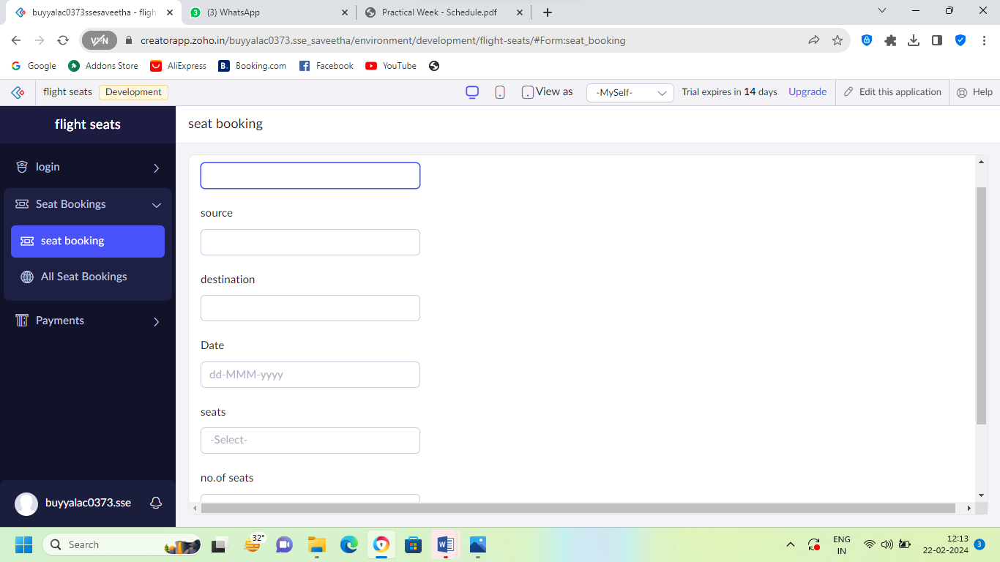 buyyalac0373ssesaveetha - fligh
3
(3) WhatsApp
Practical Week - Schedule.pdf
VPN
creatorapp.zoho.in/buyyalac0373.sse_saveetha/environment/development/flight-seats/#Form:seat_booking
G Google
Addons Store
AliExpress
B. Booking.com
Facebook
YouTube
flight seats
Development
View as
-MySelf-
Trial expires in 14 days
Upgrade
Edit this application
Help
flight seats
login
Seat Bookings
seat booking
All Seat Bookings
Payments
buyyalac0373.sse
seat booking
source
destination
Date
dd-MMM-yyyy
seats
-Select-
no.of seats
Search
32°
W
ENG
IN
12:13
22-02-2024
3